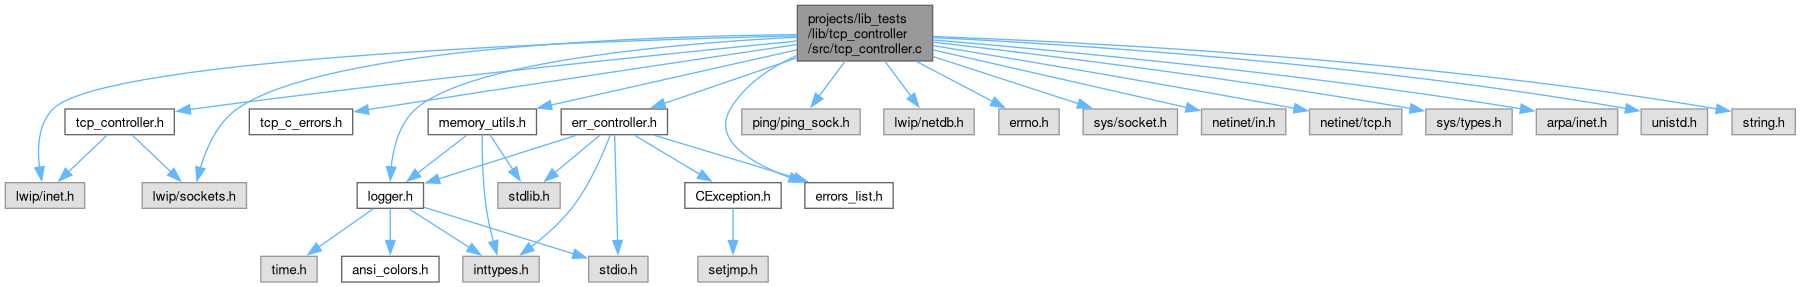 projects/lib_tests
/lib/tcp_controller
/src/tcp_controller.c
tcp_controller.h
tcp_c_errors.h
memory_utils.h
err_controller.h
ping/ping_sock.h
lwip/netdb.h
errno.h
sys/socket.h
netinet/in.h
netinet/tcp.h
sys/types.h
arpa/inet.h
unistd.h
string.h
lwip/inet.h
lwip/sockets.h
logger.h
stdlib.h
CException.h
errors_list.h
time.h
ansi_colors.h
inttypes.h
stdio.h
setjmp.h